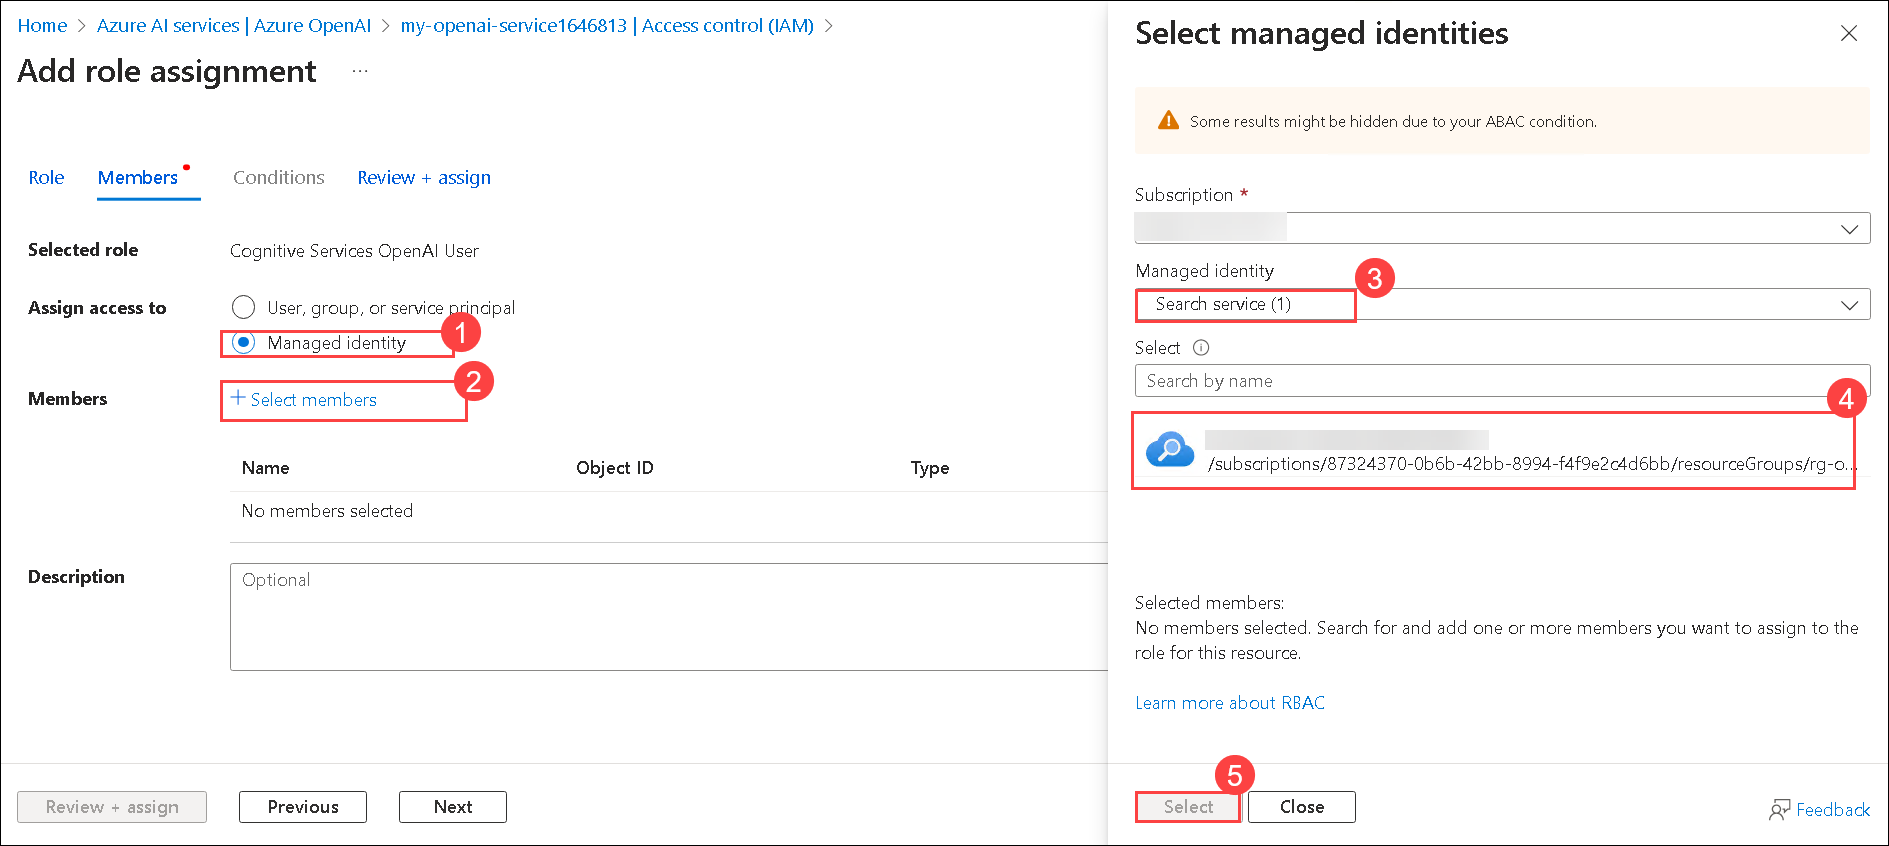 Home > Azure AI services | Azure OpenAI > my-openai-service1646813 | Access control (IAM) >
Add role assignment ...
Role Members Conditions Review + assign
Selected role Cognitive Services OpenAI User
Assign access to User, group, or service principal
Managed identity 1
Members + Select members 2
Name Object ID Type
No members selected
Description Optional
Review + assign Previous Next
Select managed identities
Some results might be hidden due to your ABAC condition.
Subscription *
Managed identity 3
Search service (1)
Select
Search by name
4
/subscriptions/87324370-0b6b-42bb-8994-f4f9e2c4d6bb/resourceGroups/rg-o...
Selected members:
No members selected. Search for and add one or more members you want to assign to the
role for this resource.
Learn more about RBAC
5
Select Close Feedback